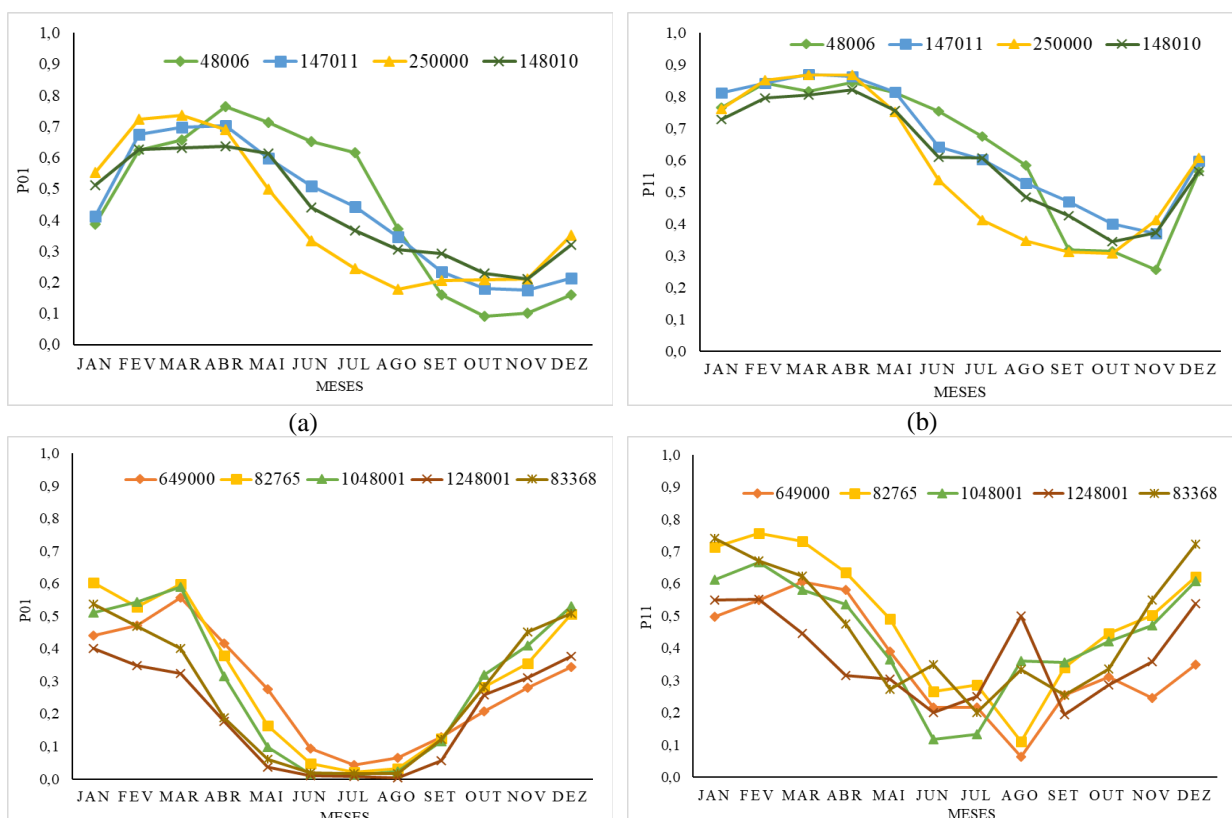 1,0
0,9
0,8
0,7
0,6
0,5
0,4
0,3
0,2
0,1
0,0
P01
48006 147011 250000 148010
JAN FEV MAR ABR MAI JUN JUL AGO SET OUT NOV DEZ
MESES
(a)
1,0
0,9
0,8
0,7
0,6
0,5
0,4
0,3
0,2
0,1
0,0
P11
48006 147011 250000 148010
JAN FEV MAR ABR MAI JUN JUL AGO SET OUT NOV DEZ
MESES
(b)
1,0
0,9
0,8
0,7
0,6
0,5
0,4
0,3
0,2
0,1
0,0
P01
649000 82765 1048001 1248001 83368
JAN FEV MAR ABR MAI JUN JUL AGO SET OUT NOV DEZ
MESES
1,0
0,9
0,8
0,7
0,6
0,5
0,4
0,3
0,2
0,1
0,0
P11
649000 82765 1048001 1248001 83368
JAN FEV MAR ABR MAI JUN JUL AGO SET OUT NOV DEZ
MESES